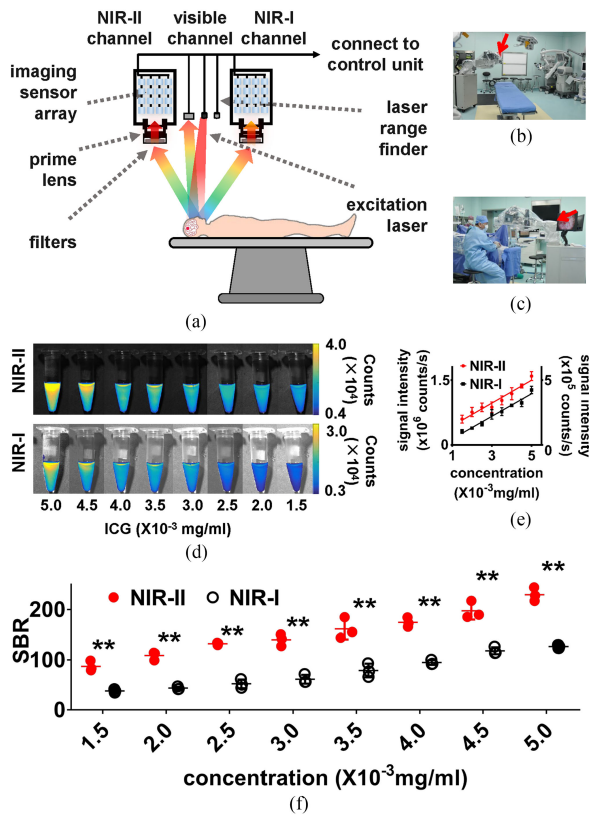 NIR-II
channel
visible
channel
NIR-I
channel
connect to
control unit
imaging
sensor
array
laser
range
finder
prime
lens
excitation
laser
filters
(a)
(b)
(c)
NIR-II
4.0
Counts
(×10⁴)
0.4
NIR-I
3.0
Counts
(×10⁴)
0.3
5.0 4.5 4.0 3.5 3.0 2.5 2.0 1.5
ICG (X10⁻³ mg/ml)
(d)
signal intensity
(x10⁶ counts/s)
1.5
0
NIR-II
NIR-I
5
0
signal intensity
(x10⁵ counts/s)
1 3 5
concentration
(X10⁻³mg/ml)
(e)
NIR-II NIR-I
SBR
200
100
0
** ** ** ** ** ** ** **
1.5 2.0 2.5 3.0 3.5 4.0 4.5 5.0
concentration (X10⁻³mg/ml)
(f)